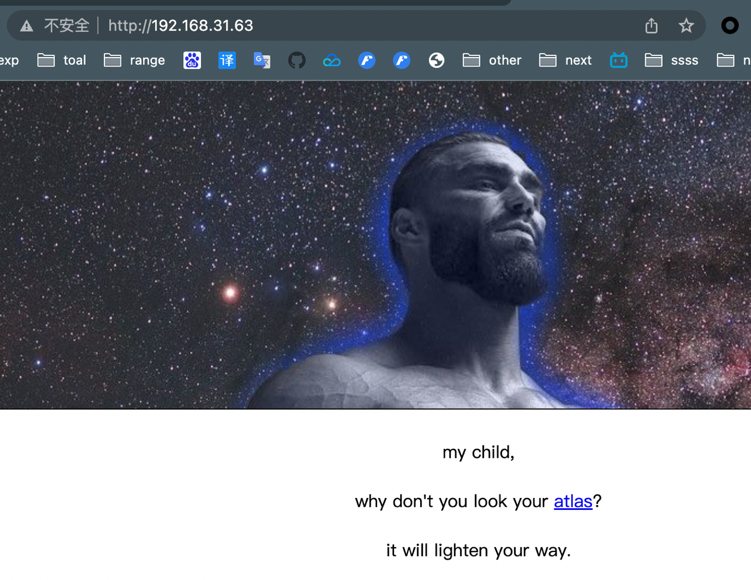 不安全 http://192.168.31.63
exp toal range 译 other next ssss n
my child,
why don't you look your atlas?
it will lighten your way.